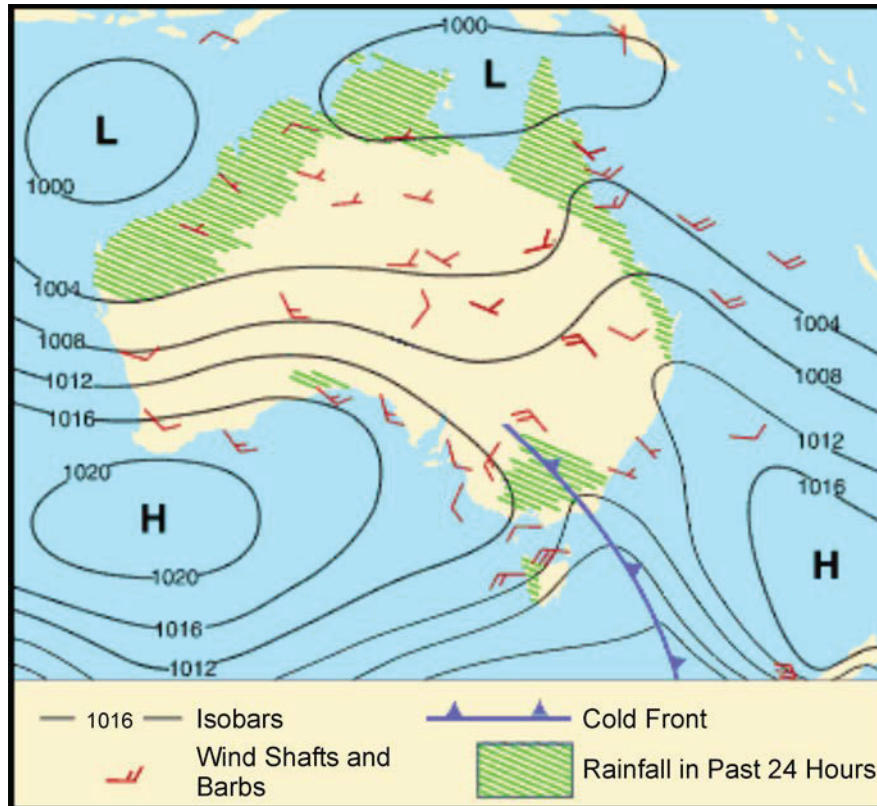 1000
L
L
1000
1004
1004
1008
1008
1012
1012
1016
1016
1020
H
H
1020
1016
1012
1016 Isobars
Cold Front
Wind Shafts and
Barbs
Rainfall in Past 24 Hours